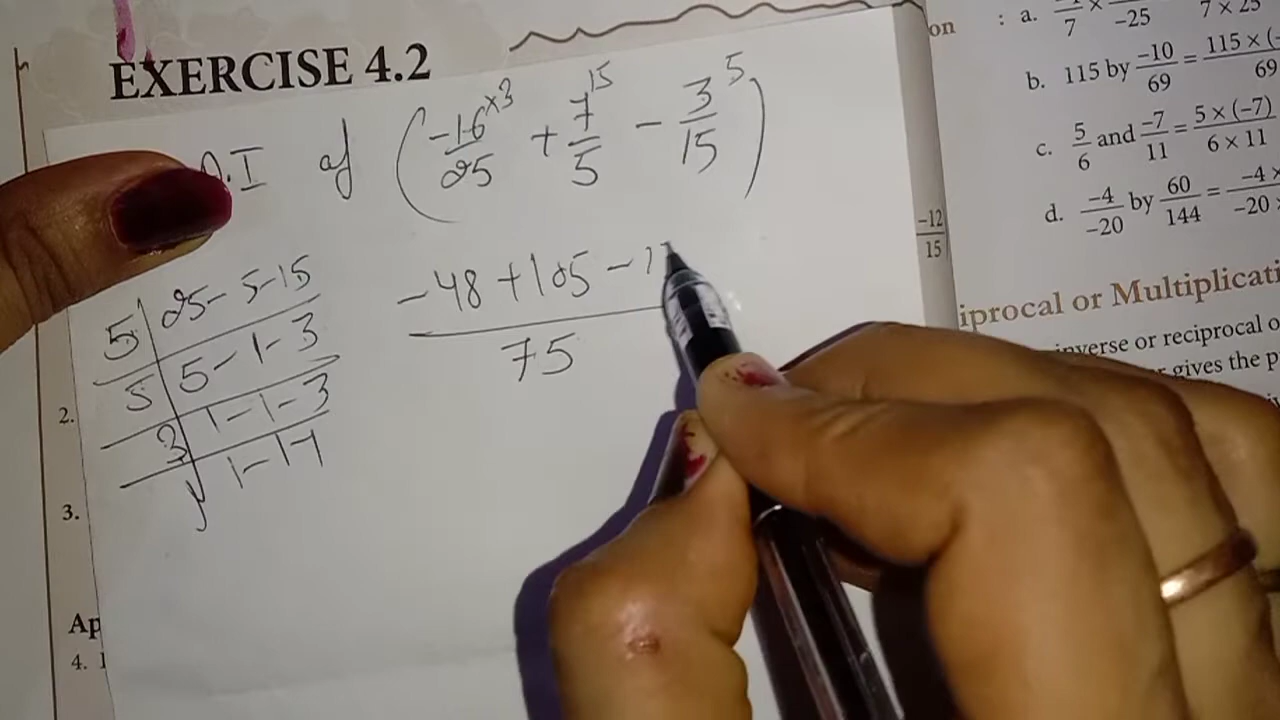 EXERCISE 4.2
.I of (-16/25 ×3 + 7/5 15 - 3/15 5)
5 | 25 - 5 - 15
5 | 5 - 1 - 3
3 | 1 - 1 - 3
1 - 1 - 1
-48 + 105 - 1
75
2.
3.
4. 1
on : a.
7 × -25 7 × 25
b. 115 by -10/69 = 115 × (-
69
c. 5/6 and -7/11 = 5 × (-7)/6 × 11
d. -4/-20 by 60/144 = -4 ×/-20
-12/15
iprocal or Multiplicati
inverse or reciprocal o
gives the p